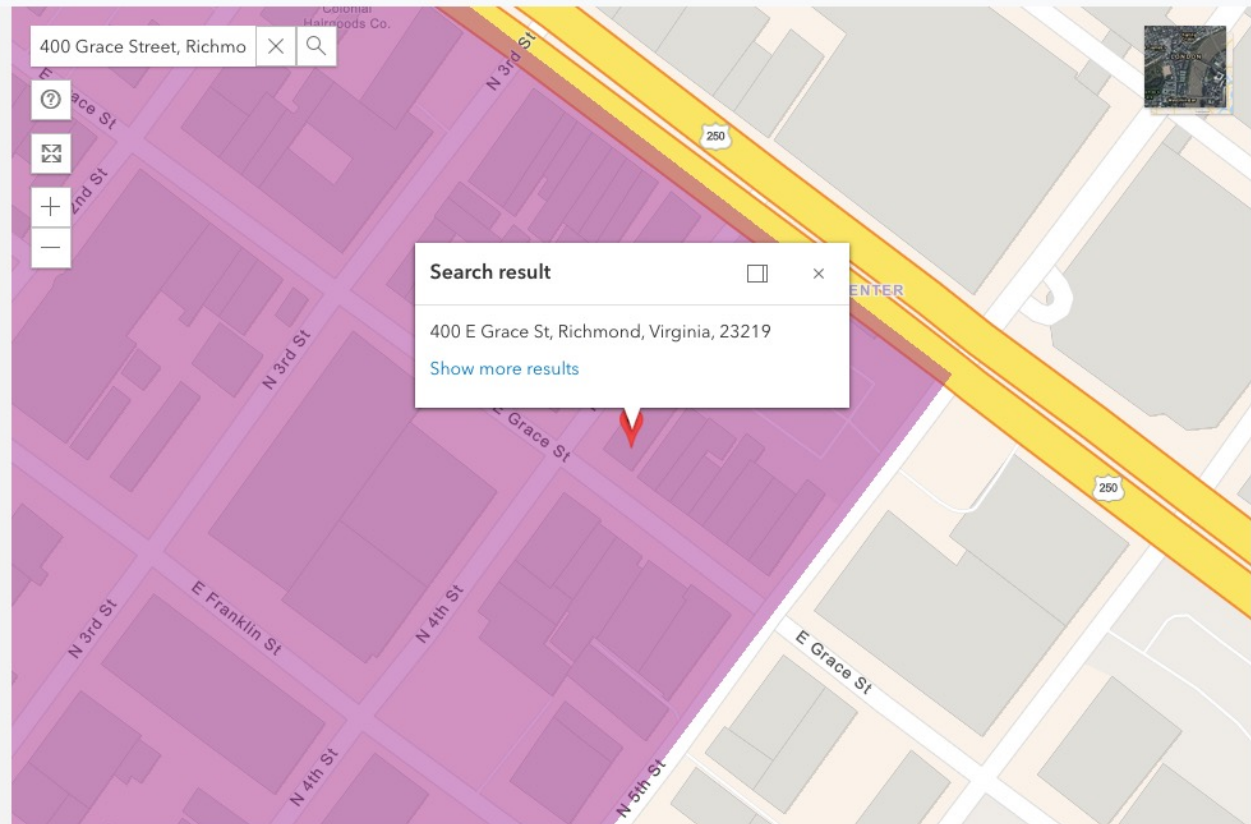 Colonial
Hairgoods Co.
400 Grace Street, Richmo
N 3rd St
ace St
250
2nd St
Search result
ENTER
400 E Grace St, Richmond, Virginia, 23219
Show more results
N 3rd St
E Grace St
250
E Franklin St
N 4th St
N 3rd St
E Grace St
N 4th St
N 5th St